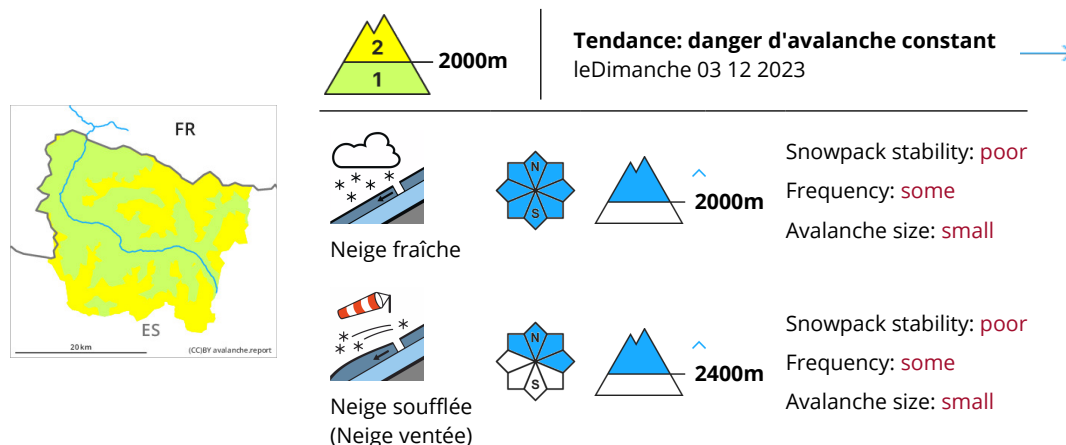 2
1
2000m
Tendance: danger d'avalanche constant
leDimanche 03 12 2023
FR
ES
20 km
(CC)BY avalanche.report
N
S
2000m
Snowpack stability: poor
Frequency: some
Avalanche size: small
Neige fraîche
N
S
2400m
Snowpack stability: poor
Frequency: some
Avalanche size: small
Neige soufflée
(Neige ventée)